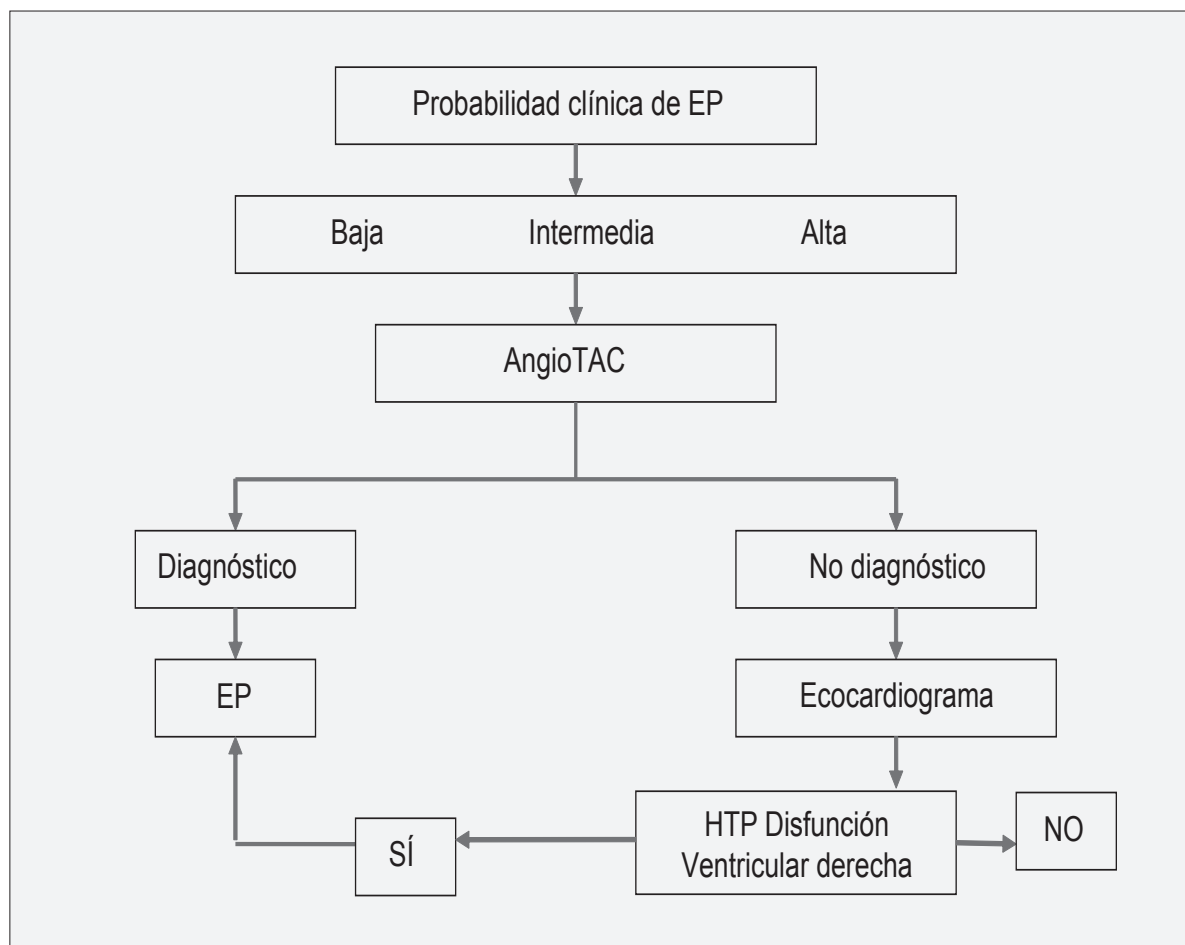 Probabilidad clínica de EP
Baja Intermedia Alta
AngioTAC
Diagnóstico
No diagnóstico
EP
Ecocardiograma
HTP Disfunción
Ventricular derecha
NO
SÍ